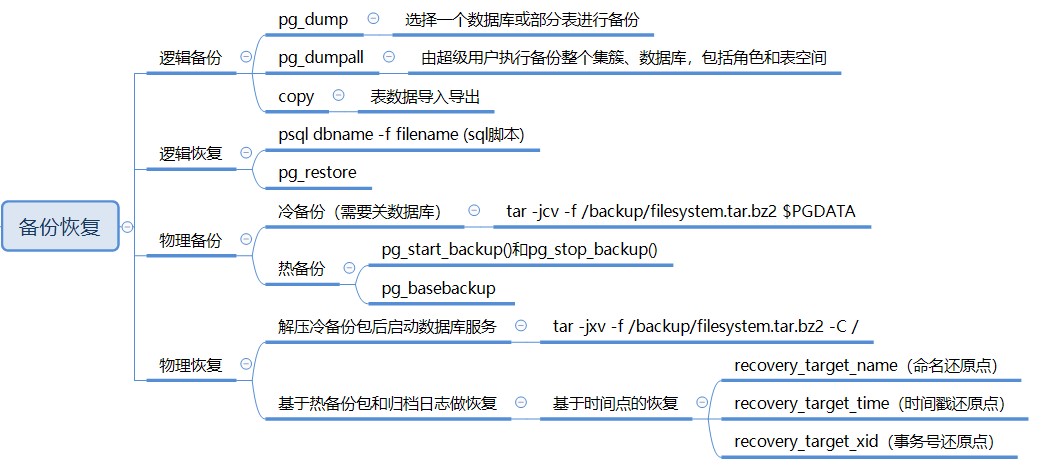 备份恢复
逻辑备份
pg_dump
选择一个数据库或部分表进行备份
pg_dumpall
由超级用户执行备份整个集簇、数据库，包括角色和表空间
copy
表数据导入导出
逻辑恢复
psql dbname -f filename (sql脚本)
pg_restore
物理备份
冷备份（需要关数据库）
tar -jcv -f /backup/filesystem.tar.bz2 $PGDATA
热备份
pg_start_backup()和pg_stop_backup()
pg_basebackup
物理恢复
解压冷备份包后启动数据库服务
tar -jxv -f /backup/filesystem.tar.bz2 -C /
基于热备份包和归档日志做恢复
基于时间点的恢复
recovery_target_name（命名还原点）
recovery_target_time（时间戳还原点）
recovery_target_xid（事务号还原点）